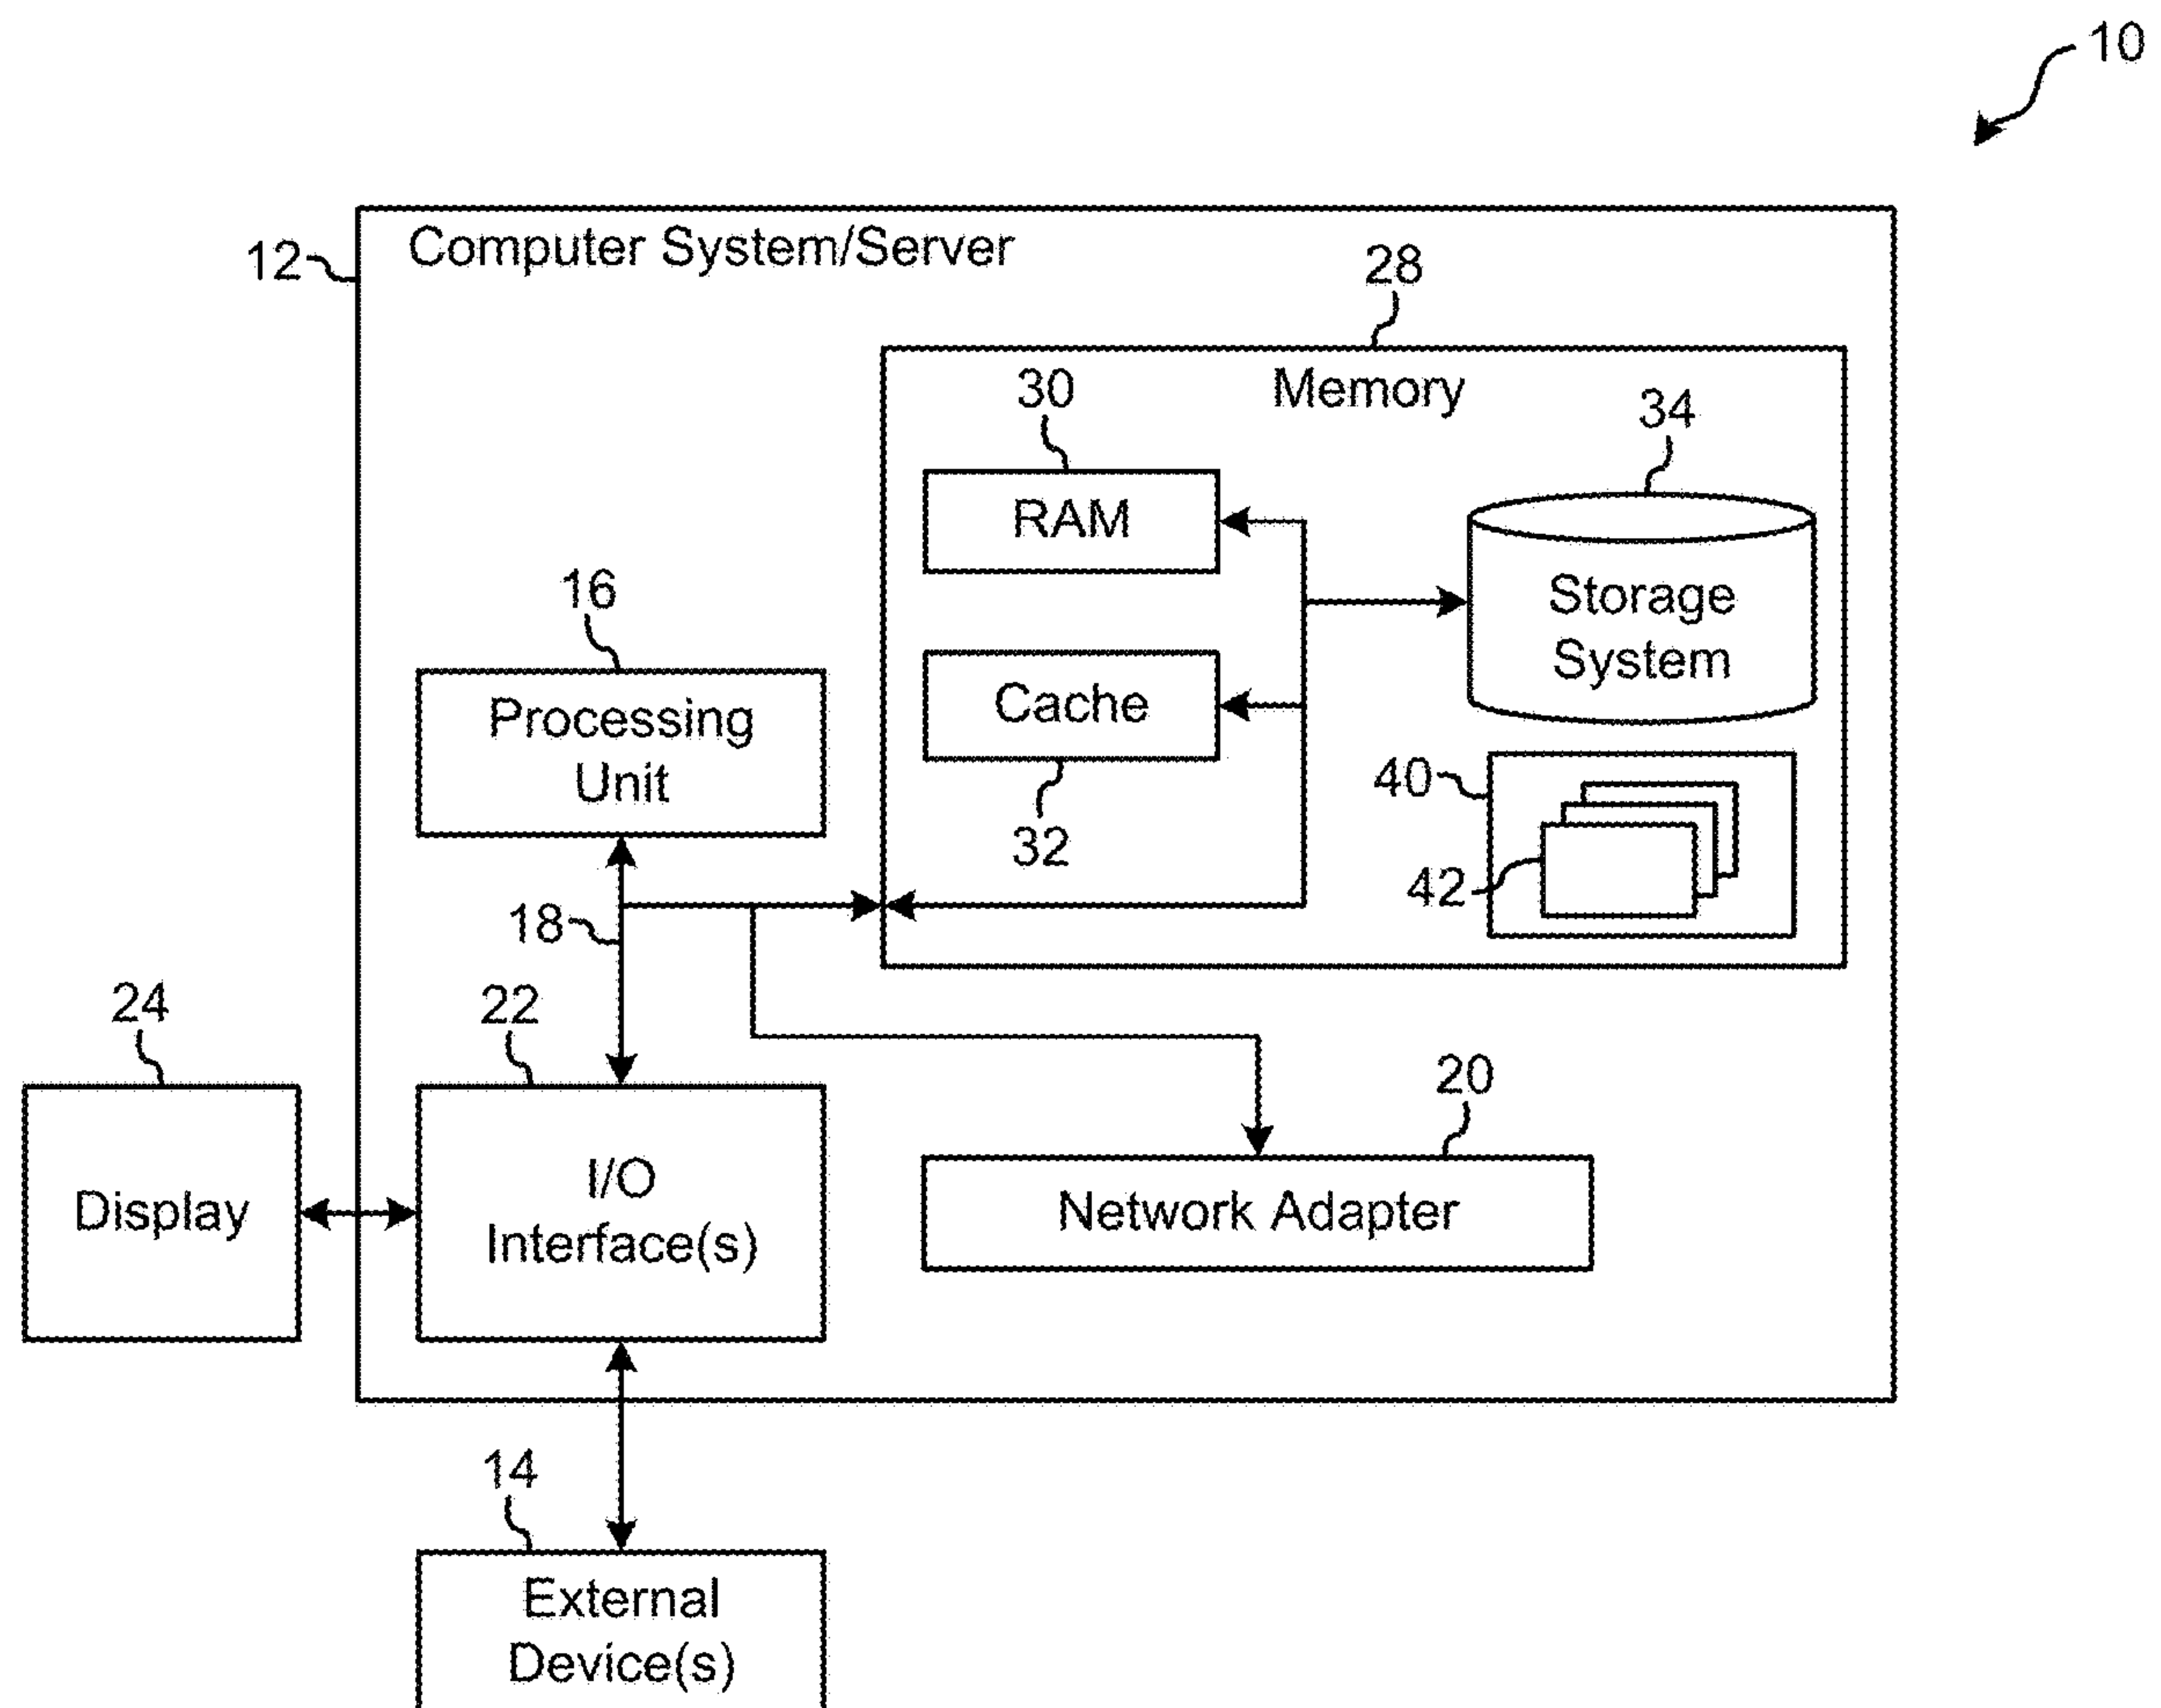 10
12
Computer System/Server
28
Memory
30
34
RAM
Storage
System
16
Processing
Unit
Cache
32
40
42
18
24
22
20
Display
I/O
Interface(s)
Network Adapter
14
External
Device(s)